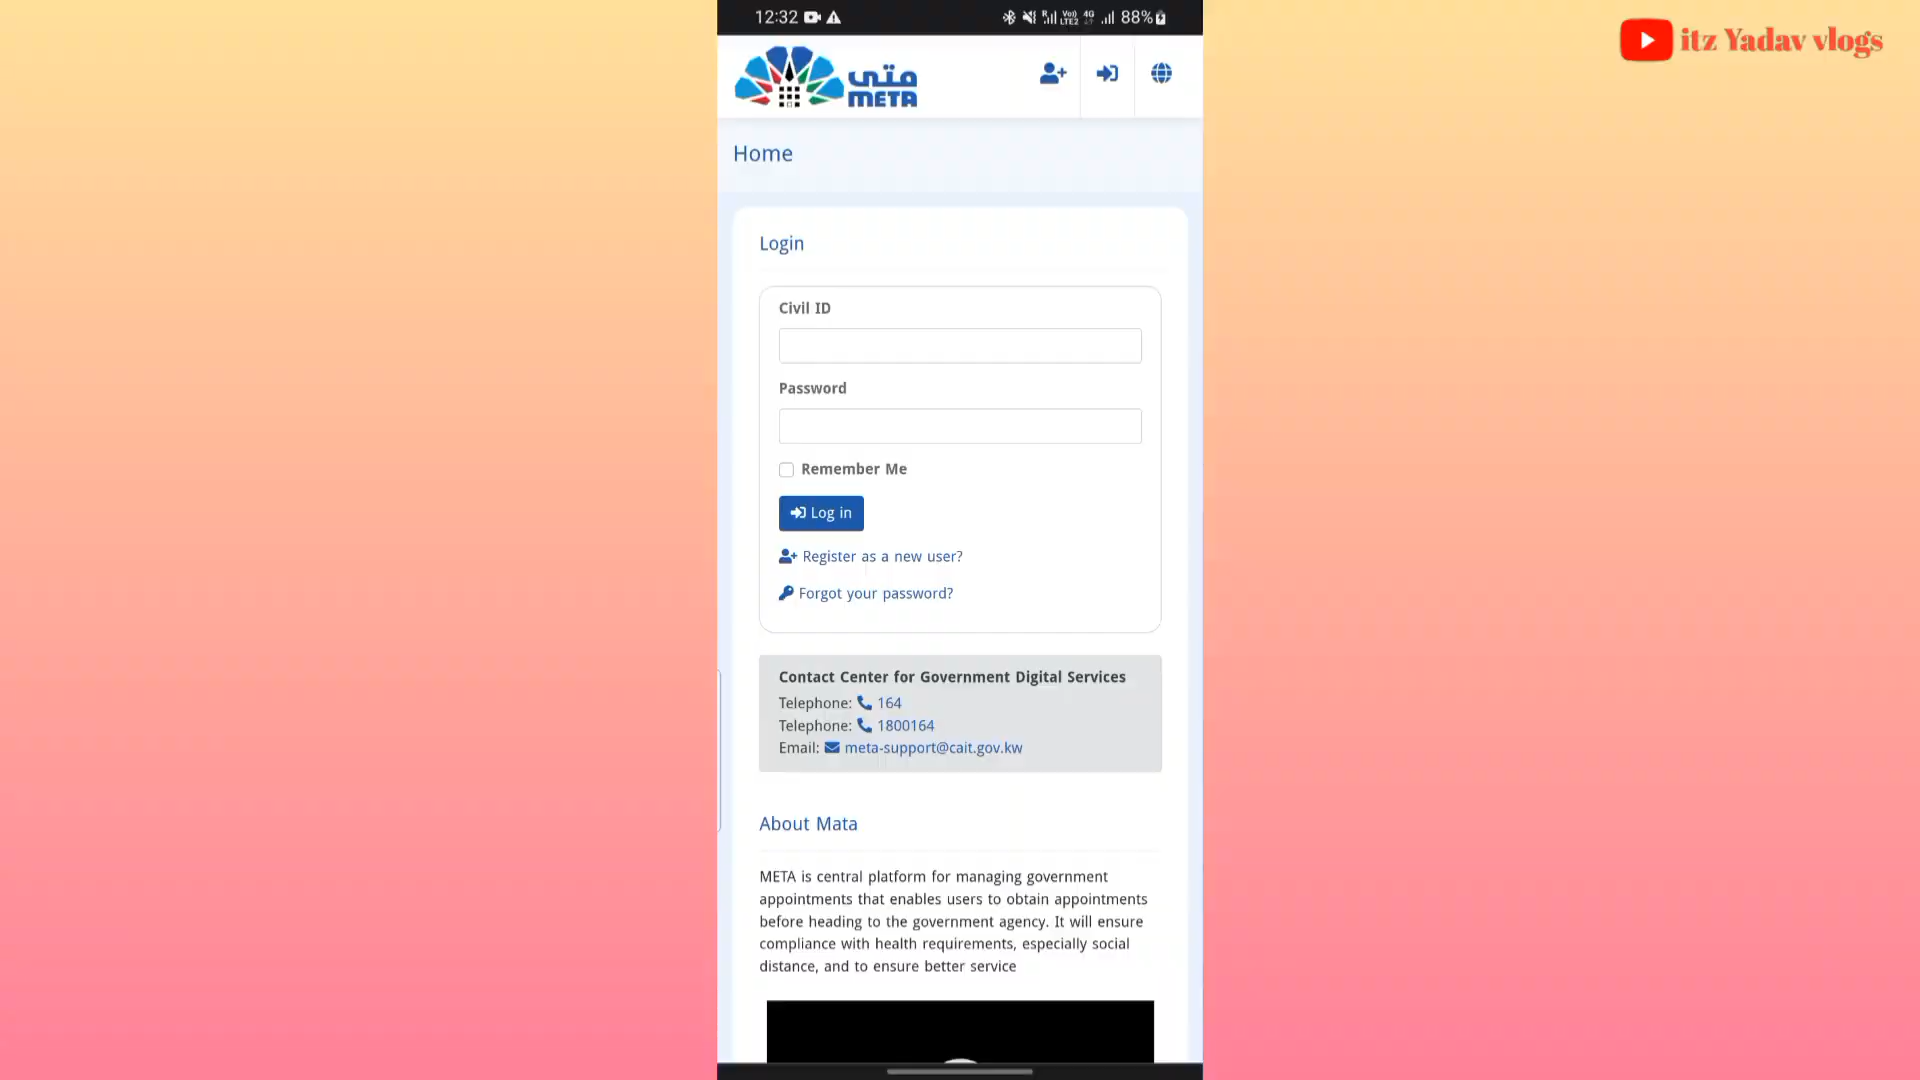 12:32
Vo)) 4G
R LTE2 88%
itz Yadav vlogs
متى
META
Home
Login
Civil ID
Password
Remember Me
Log in
Register as a new user?
Forgot your password?
Contact Center for Government Digital Services
Telephone: 164
Telephone: 1800164
Email: meta-support@cait.gov.kw
About Mata
META is central platform for managing government
appointments that enables users to obtain appointments
before heading to the government agency. It will ensure
compliance with health requirements, especially social
distance, and to ensure better service